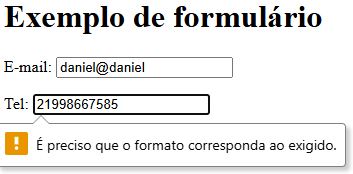 Exemplo de formulário
E-mail: daniel@daniel
Tel: 21998667585
! É preciso que o formato corresponda ao exigido.